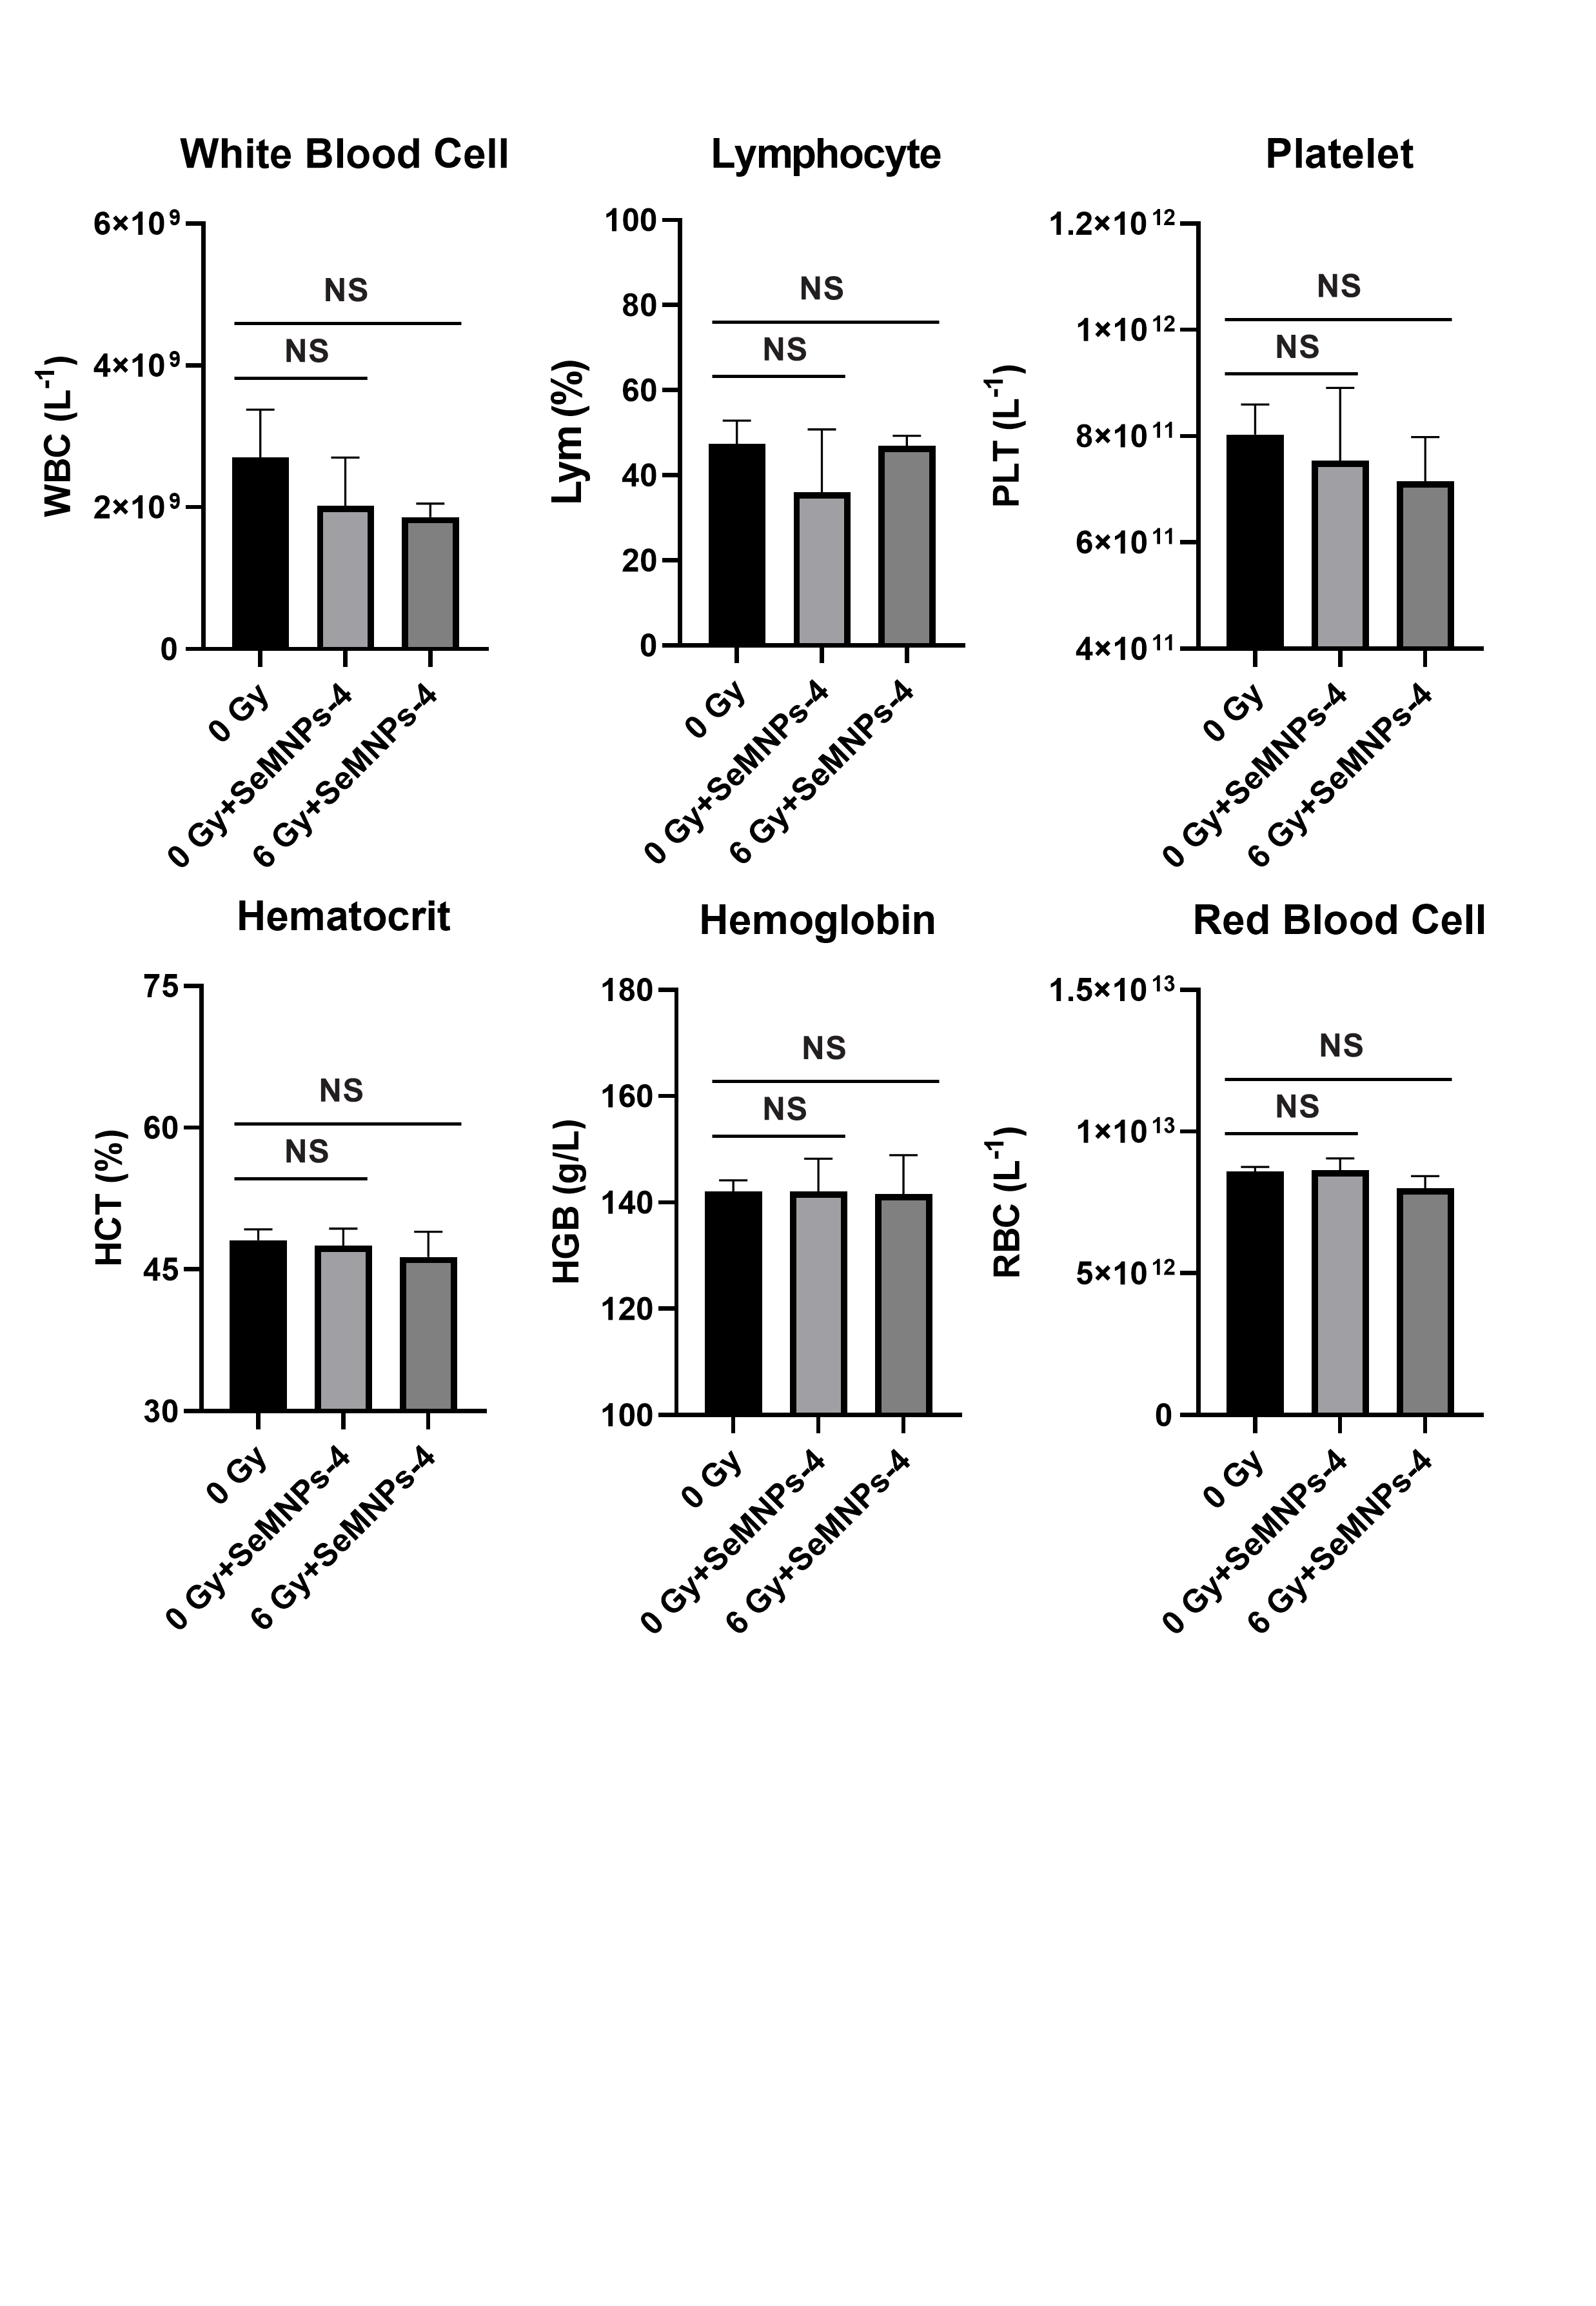 White Blood Cell
WBC (L⁻¹)
6×10⁹
4×10⁹
2×10⁹
0
NS
NS
0 Gy
0 Gy+SeMNPs-4
6 Gy+SeMNPs-4
Lymphocyte
Lym (%)
100
80
60
40
20
0
NS
NS
0 Gy
0 Gy+SeMNPs-4
6 Gy+SeMNPs-4
Platelet
PLT (L⁻¹)
1.2×10¹²
1×10¹²
8×10¹¹
6×10¹¹
4×10¹¹
NS
NS
0 Gy
0 Gy+SeMNPs-4
6 Gy+SeMNPs-4
Hematocrit
HCT (%)
75
60
45
30
NS
NS
0 Gy
0 Gy+SeMNPs-4
6 Gy+SeMNPs-4
Hemoglobin
HGB (g/L)
180
160
140
120
100
NS
NS
0 Gy
0 Gy+SeMNPs-4
6 Gy+SeMNPs-4
Red Blood Cell
RBC (L⁻¹)
1.5×10¹³
1×10¹³
5×10¹²
0
NS
NS
0 Gy
0 Gy+SeMNPs-4
6 Gy+SeMNPs-4